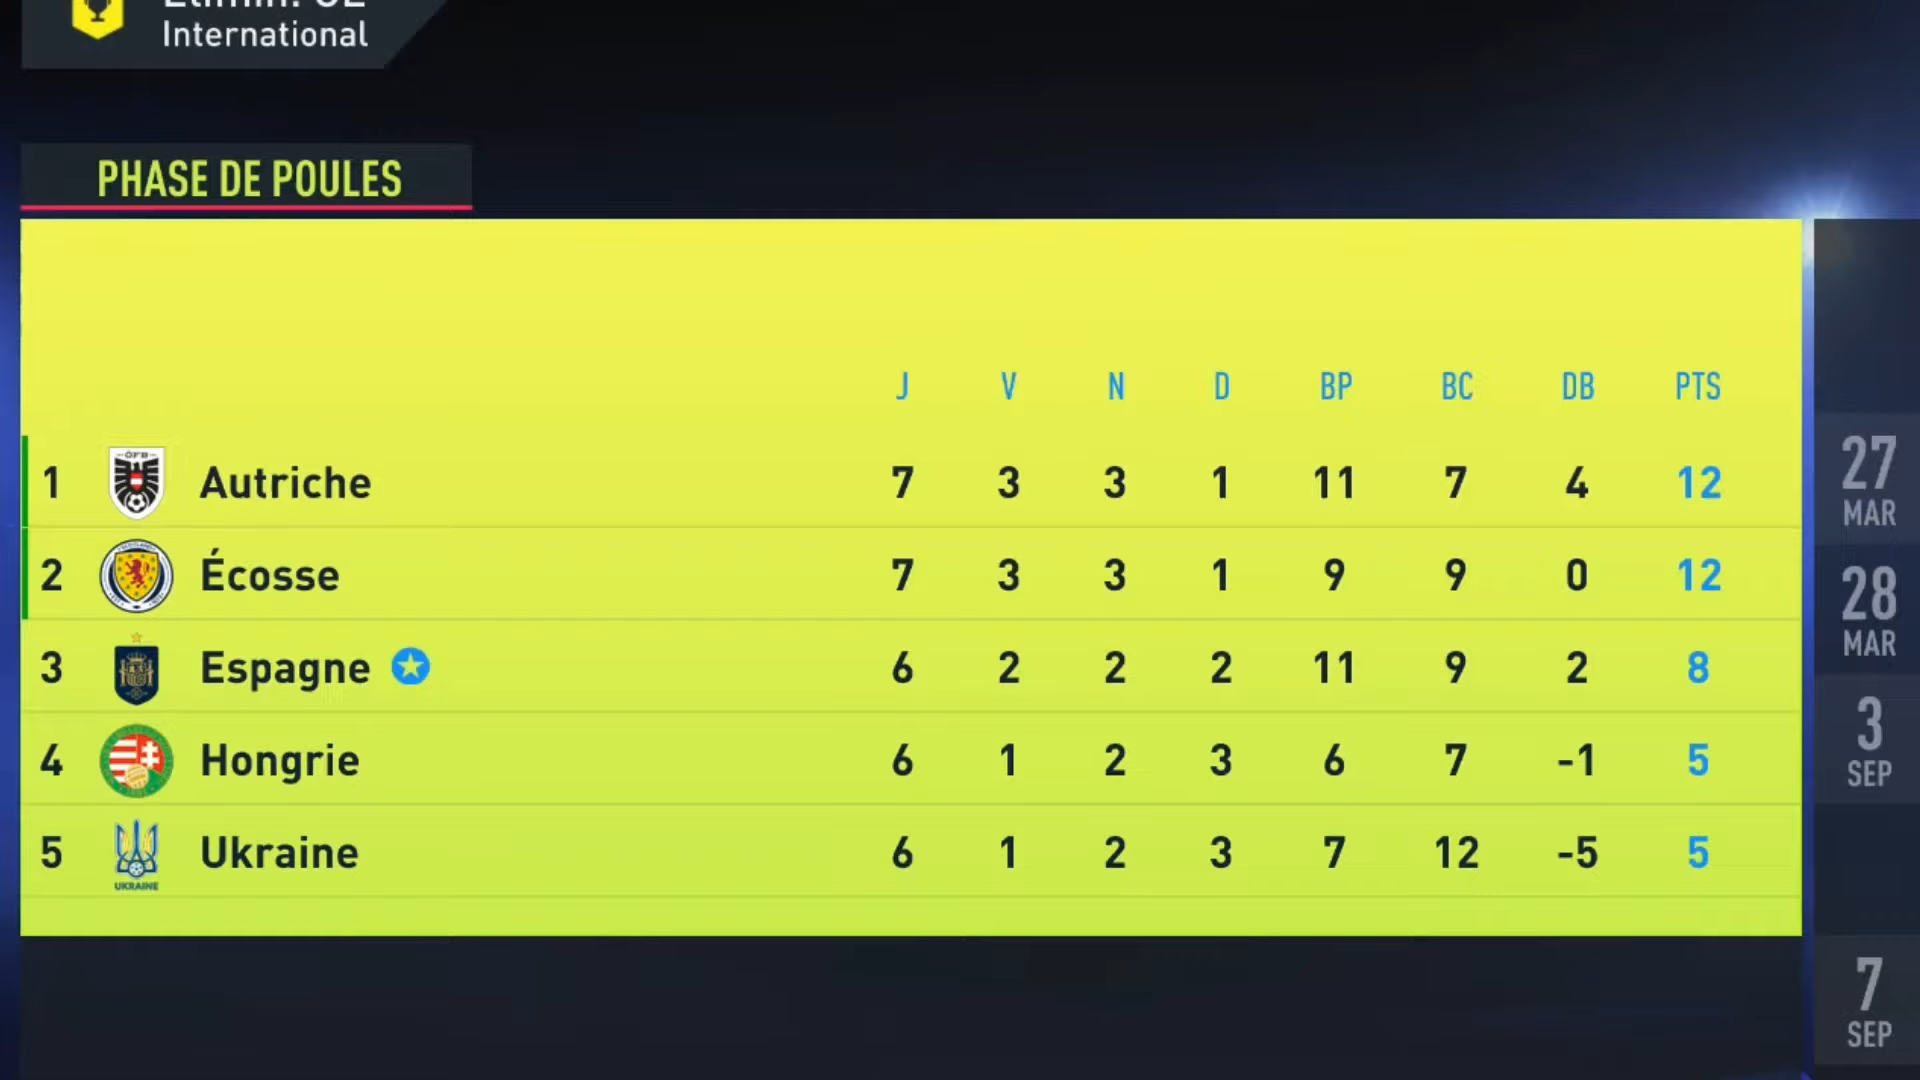 International
PHASE DE POULES
J V N D BP BC DB PTS
1 ÖFB Autriche 7 3 3 1 11 7 4 12
2 Écosse 7 3 3 1 9 9 0 12
3 Espagne 6 2 2 2 11 9 2 8
4 Hongrie 6 1 2 3 6 7 -1 5
5 UKRAINE Ukraine 6 1 2 3 7 12 -5 5
27
MAR
28
MAR
3
SEP
7
SEP